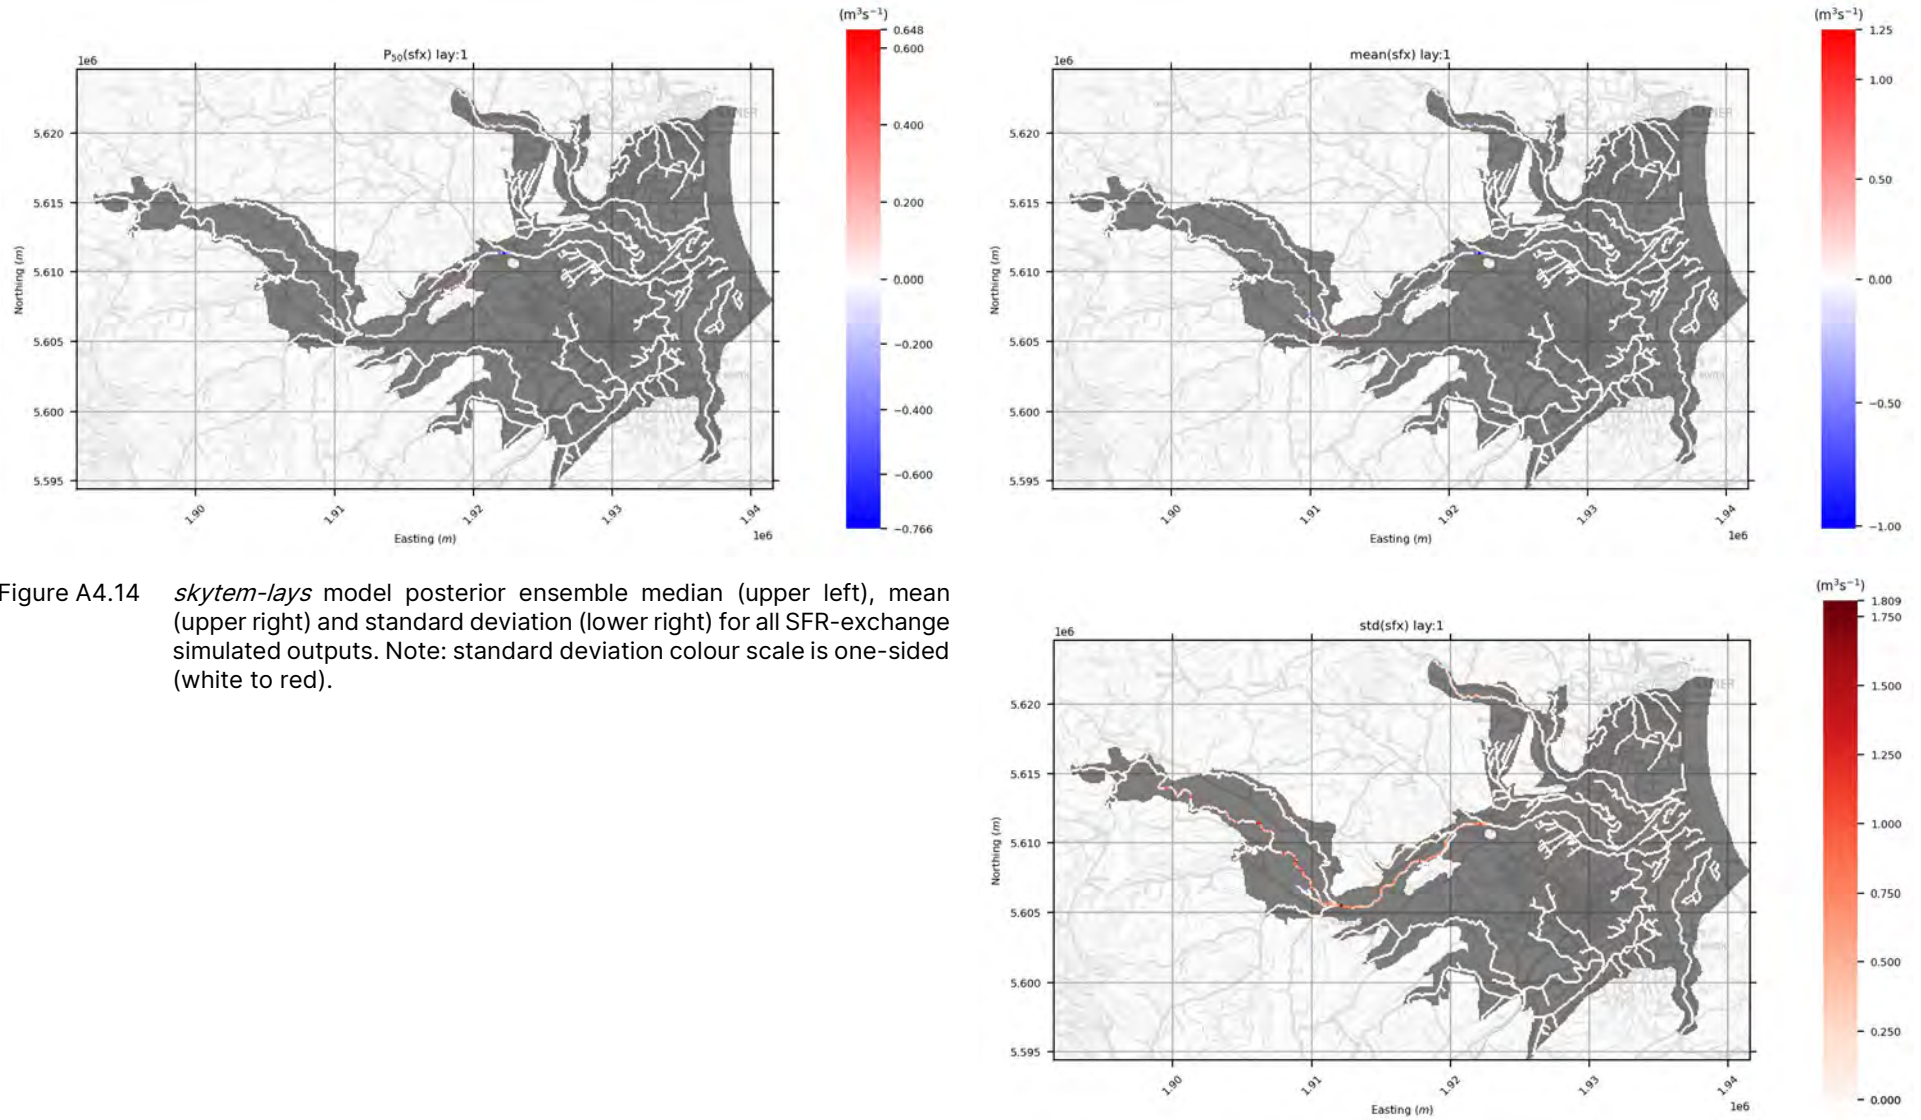 (m³s⁻¹)
P₅₀(sfx) lay:1
1e6
0.648
0.600
0.400
0.200
0.000
−0.200
−0.400
−0.600
−0.766
5.620
5.615
5.610
5.605
5.600
5.595
Northing (m)
1.90
1.91
1.92
1.93
1.94
1e6
Easting (m)
(m³s⁻¹)
mean(sfx) lay:1
1e6
1.25
1.00
0.50
0.00
−0.50
−1.00
5.620
5.615
5.610
5.605
5.600
5.595
Northing (m)
1.90
1.91
1.92
1.93
1.94
1e6
Easting (m)
Figure A4.14 skytem-lays model posterior ensemble median (upper left), mean
(upper right) and standard deviation (lower right) for all SFR-exchange
simulated outputs. Note: standard deviation colour scale is one-sided
(white to red).
(m³s⁻¹)
std(sfx) lay:1
1e6
1.809
1.750
1.500
1.250
1.000
0.750
0.500
0.250
0.000
5.620
5.615
5.610
5.605
5.600
5.595
Northing (m)
1.90
1.91
1.92
1.93
1.94
1e6
Easting (m)